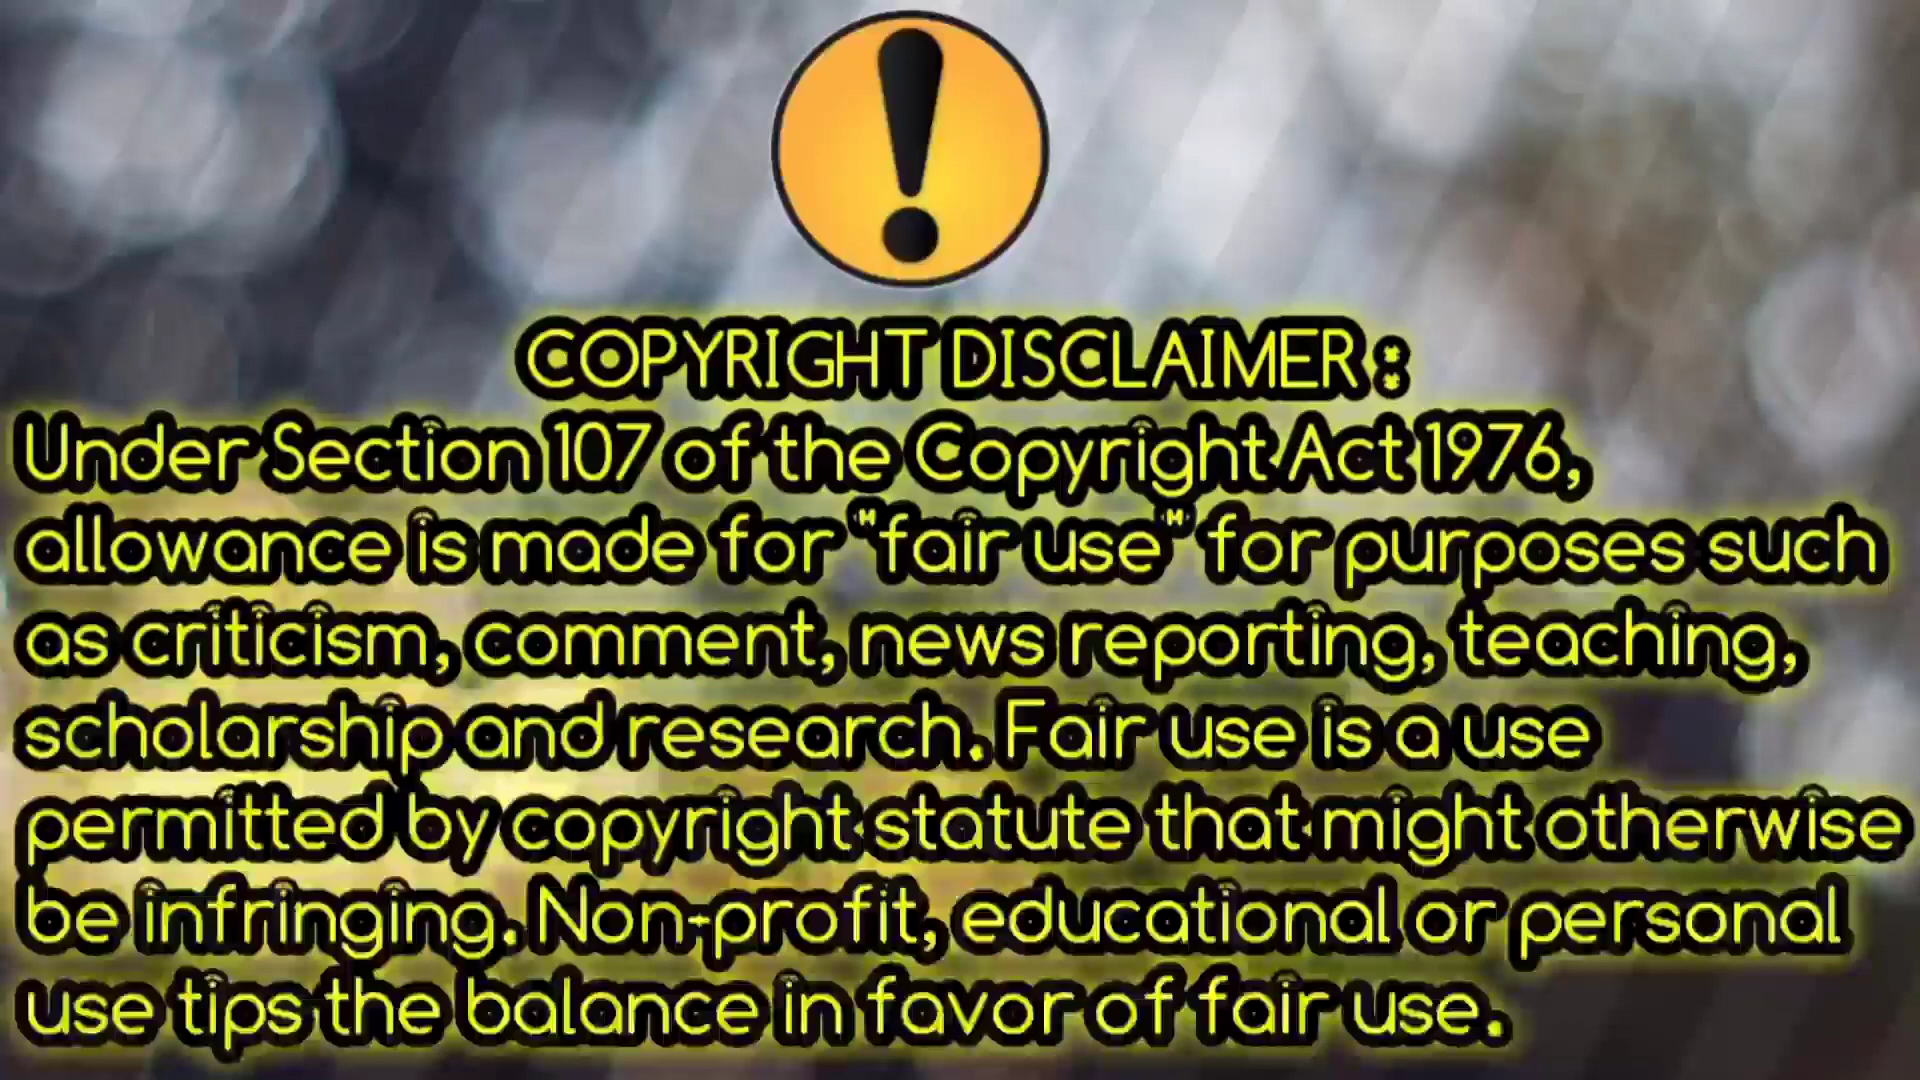 COPYRIGHT DISCLAIMER :
Under Section 107 of the Copyright Act 1976,
allowance is made for "fair use" for purposes such
as criticism, comment, news reporting, teaching,
scholarship and research. Fair use is a use
permitted by copyright statute that might otherwise
be infringing. Non-profit, educational or personal
use tips the balance in favor of fair use.